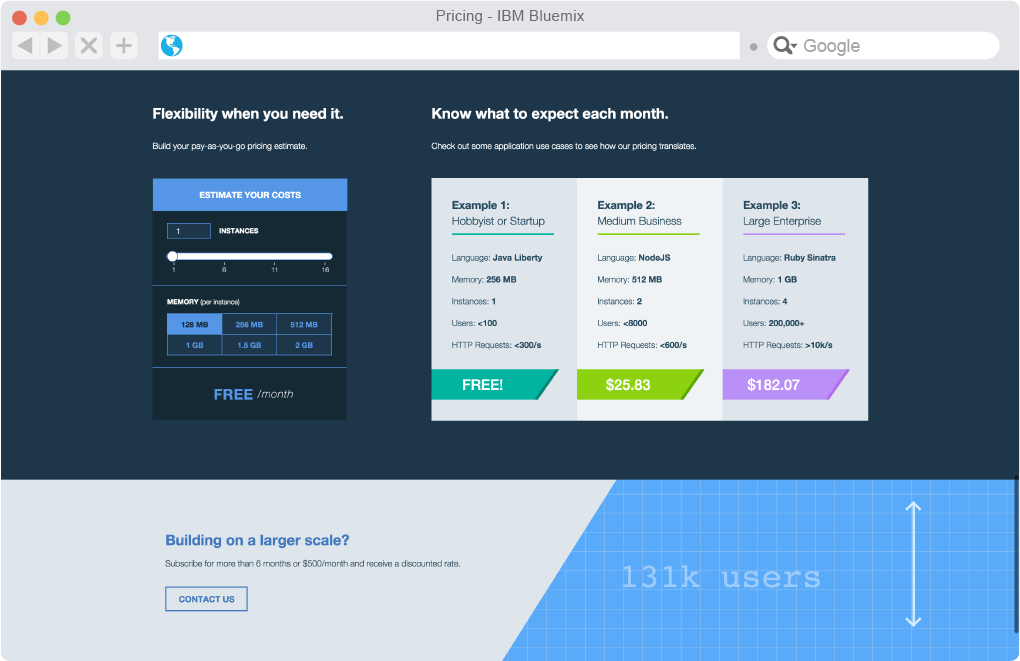 Pricing - IBM Bluemix
Google
Flexibility when you need it.
Build your pay-as-you-go pricing estimate.
ESTIMATE YOUR COSTS
1 INSTANCES
1 6 11 16
MEMORY (per instance)
128 MB 256 MB 512 MB
1 GB 1.5 GB 2 GB
FREE /month
Know what to expect each month.
Check out some application use cases to see how our pricing translates.
Example 1:
Hobbyist or Startup
Language: Java Liberty
Memory: 256 MB
Instances: 1
Users: <100
HTTP Requests: <300/s
FREE!
Example 2:
Medium Business
Language: NodeJS
Memory: 512 MB
Instances: 2
Users: <8000
HTTP Requests: <600/s
$25.83
Example 3:
Large Enterprise
Language: Ruby Sinatra
Memory: 1 GB
Instances: 4
Users: 200,000+
HTTP Requests: >10k/s
$182.07
Building on a larger scale?
Subscribe for more than 6 months or $500/month and receive a discounted rate.
CONTACT US
131k users